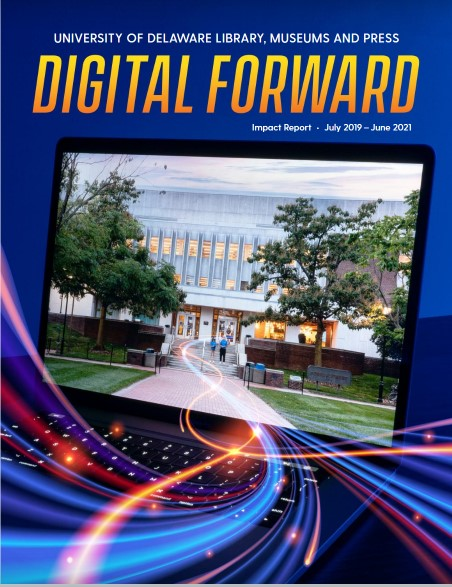 UNIVERSITY OF DELAWARE LIBRARY, MUSEUMS AND PRESS
DIGITAL FORWARD
Impact Report • July 2019 – June 2021